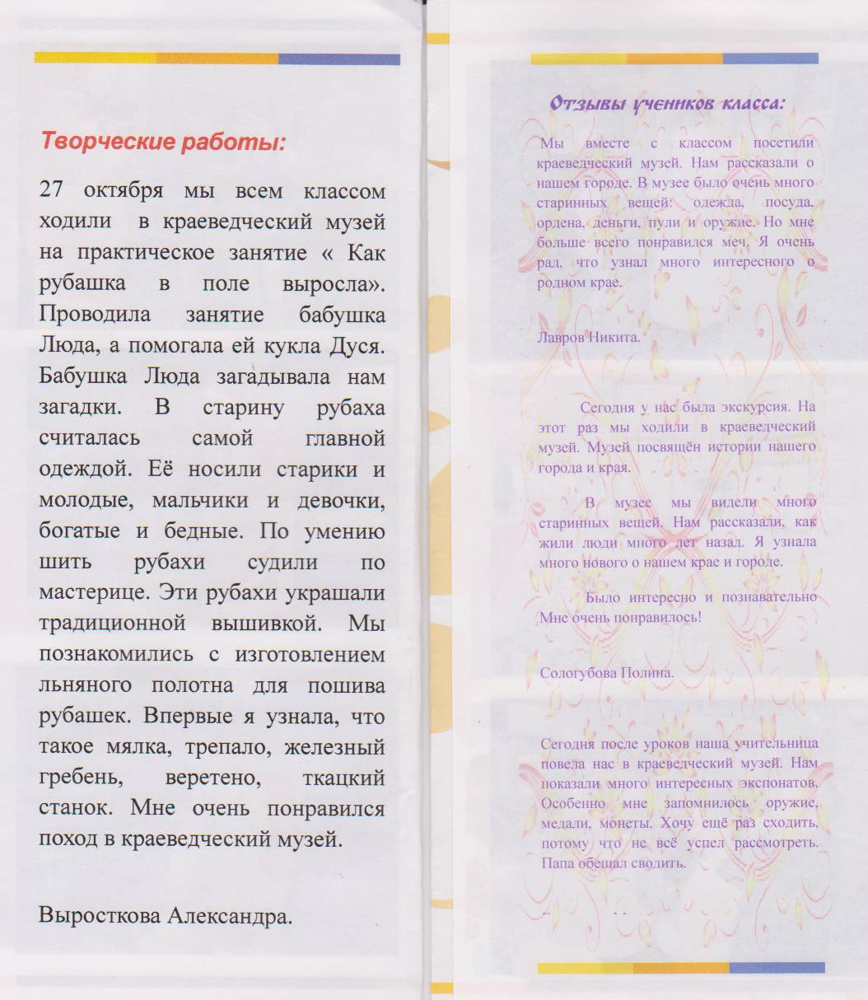 Творческие работы:
27 октября мы всем классом
ходили в краеведческий музей
на практическое занятие « Как
рубашка в поле выросла».
Проводила занятие бабушка
Люда, а помогала ей кукла Дуся.
Бабушка Люда загадывала нам
загадки. В старину рубаха
считалась самой главной
одеждой. Её носили старики и
молодые, мальчики и девочки,
богатые и бедные. По умению
шить рубахи судили по
мастерице. Эти рубахи украшали
традиционной вышивкой. Мы
познакомились с изготовлением
льняного полотна для пошива
рубашек. Впервые я узнала, что
такое мялка, трепало, железный
гребень, веретено, ткацкий
станок. Мне очень понравился
поход в краеведческий музей.
Выросткова Александра.
Отзывы учеников класса:
Мы вместе с классом посетили
краеведческий музей. Нам рассказали о
нашем городе. В музее было очень много
старинных вещей: одежда, посуда,
ордена, деньги, пули и оружие. Но мне
больше всего понравился меч. Я очень
рад, что узнал много интересного о
родном крае.
Лавров Никита.
Сегодня у нас была экскурсия. На
этот раз мы ходили в краеведческий
музей. Музей посвящён истории нашего
города и края.
В музее мы видели много
старинных вещей. Нам рассказали, как
жили люди много лет назад. Я узнала
много нового о нашем крае и городе.
Было интересно и познавательно
Мне очень понравилось!
Сологубова Полина.
Сегодня после уроков наша учительница
повела нас в краеведческий музей. Нам
показали много интересных экспонатов.
Особенно мне запомнилось оружие,
медали, монеты. Хочу ещё раз сходить,
потому что не всё успел рассмотреть.
Папа обещал сводить.